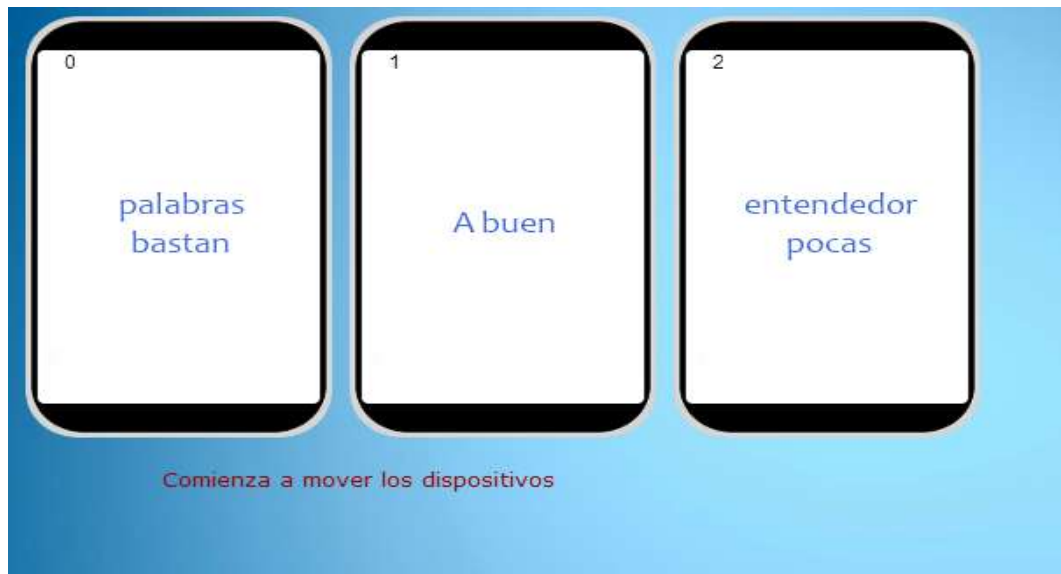 0
palabras
bastan
1
A buen
2
entendedor
pocas
Comienza a mover los dispositivos